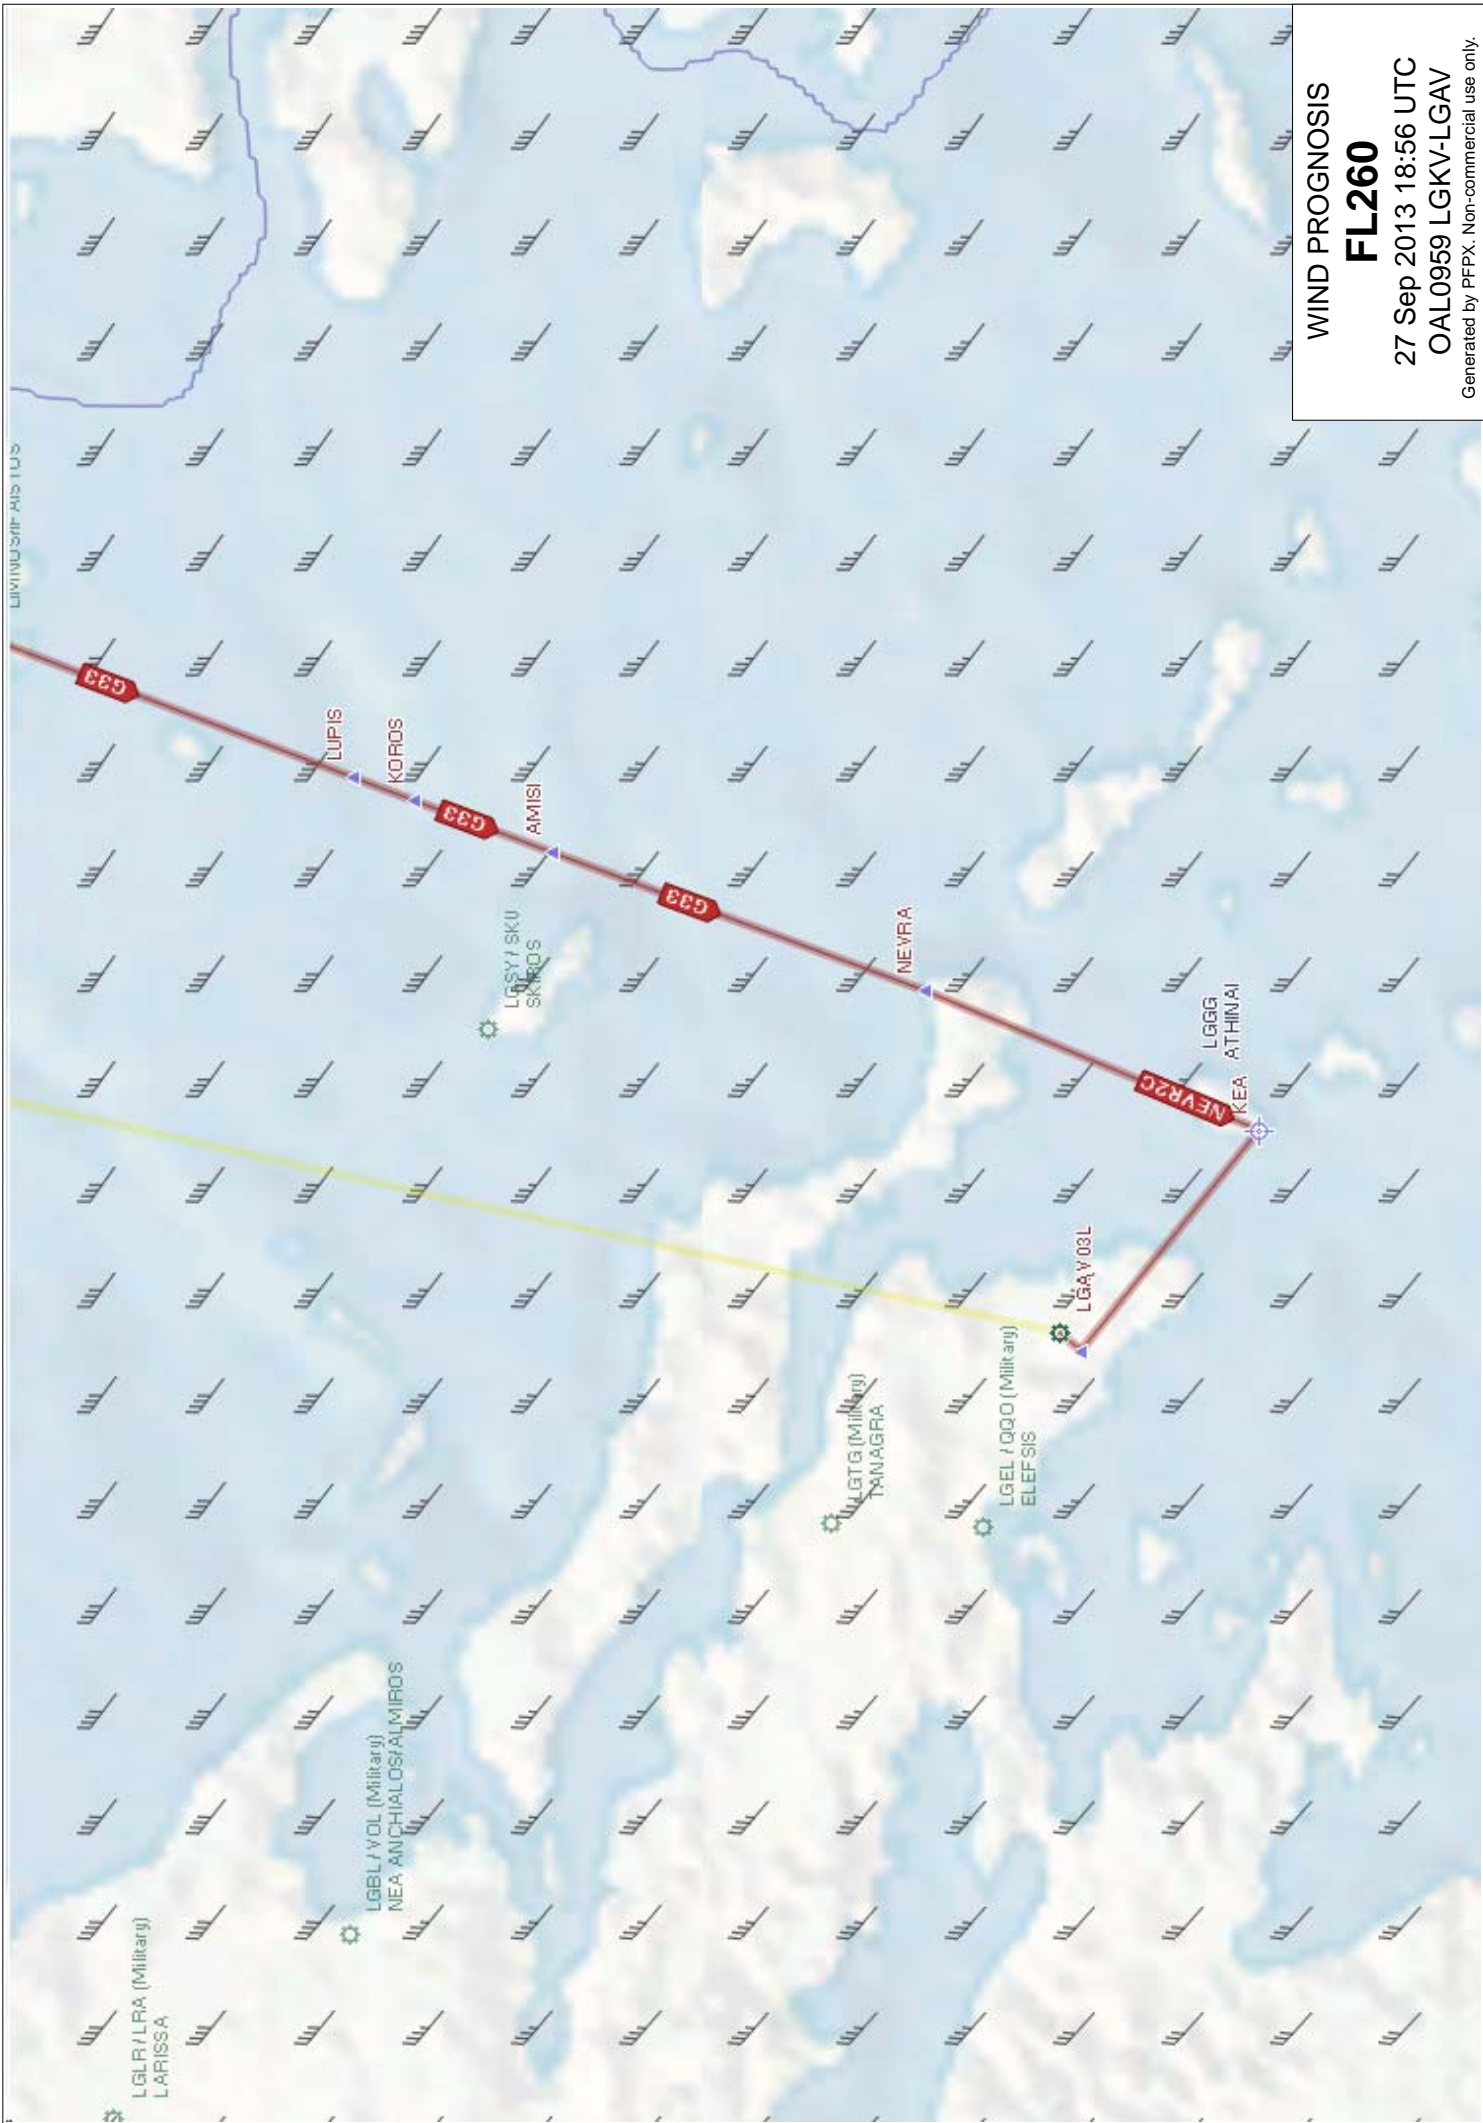 WIND PROGNOSIS
FL260
27 Sep 2013 18:56 UTC
OAL0959 LGKV-LGAV
Generated by PFPX. Non-commercial use only.
G33
LUPIS
KOROS
G33
AMISI
G33
LGSY / SKU
SKIROS
NEVRA
LGGG
ATHINAI
NEVR2C
KEA
LGAV03L
LGTG (Military)
TANAGRA
LGEL / QQO (Military)
ELEFSIS
LGBL / VOL (Military)
NEA ANCHIALOS/ALMIROS
LGLR / LRA (Military)
LARISSA